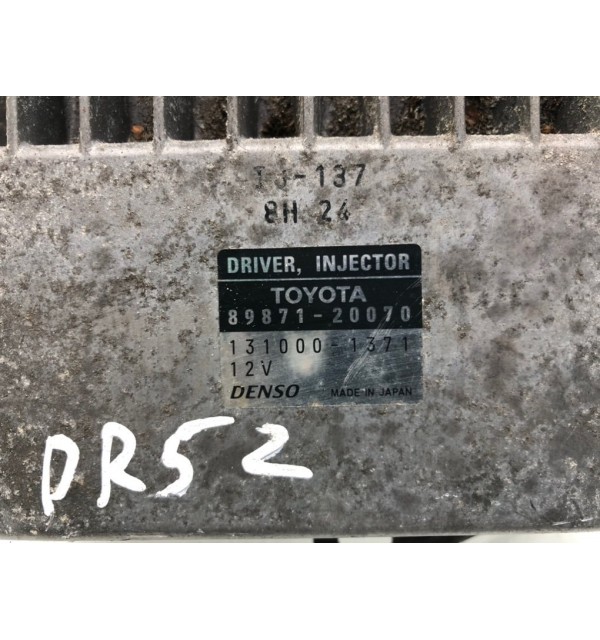 TJ-137
8H 24
DRIVER, INJECTOR
TOYOTA
89871-20070
131000-1371
12V
DENSO MADE IN JAPAN
DR52